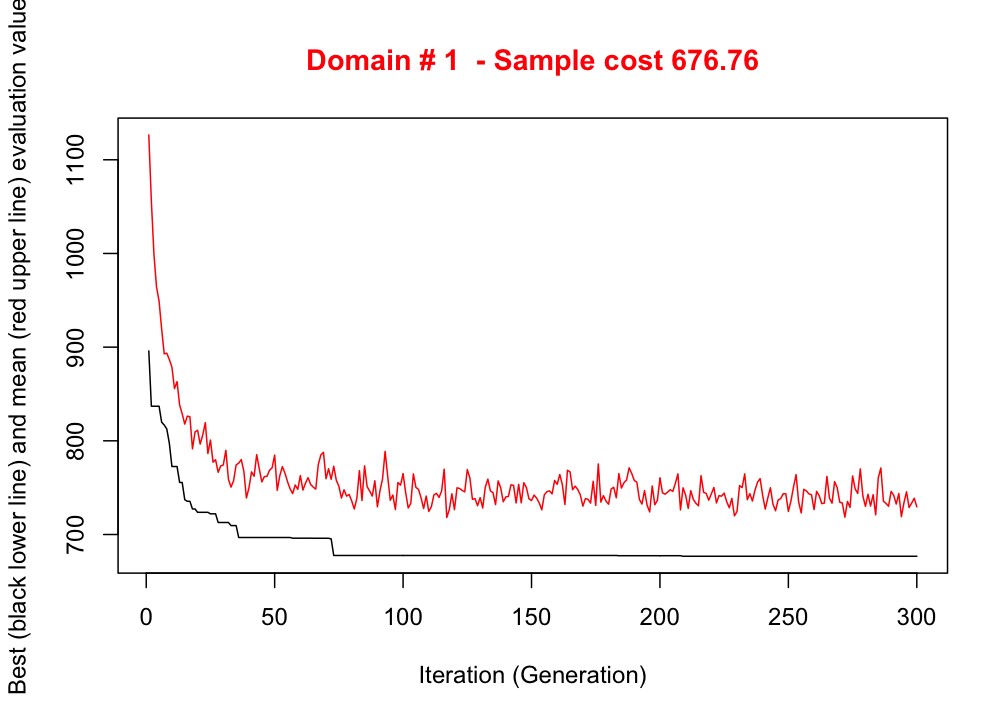 Domain # 1  - Sample cost 676.76
Best (black lower line) and mean (red upper line) evaluation value
1100
1000
900
800
700
0 50 100 150 200 250 300
Iteration (Generation)